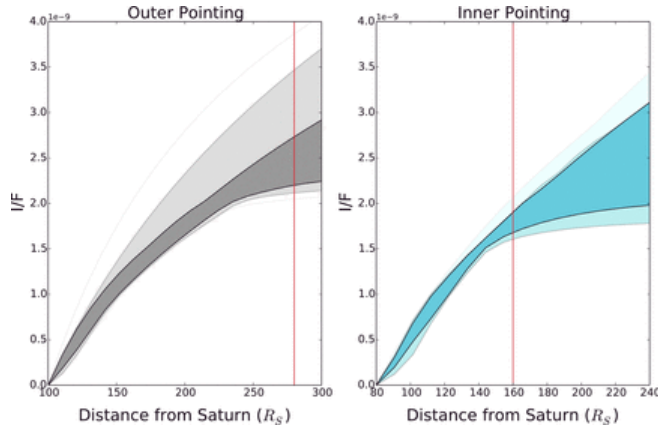 Outer Pointing
Inner Pointing
1e-9
4.0
3.5
3.0
2.5
2.0
1.5
1.0
0.5
0.0
I/F
100 150 200 250 300
Distance from Saturn (R_S)
1e-9
4.0
3.5
3.0
2.5
2.0
1.5
1.0
0.5
0.0
I/F
80 100 120 140 160 180 200 220 240
Distance from Saturn (R_S)